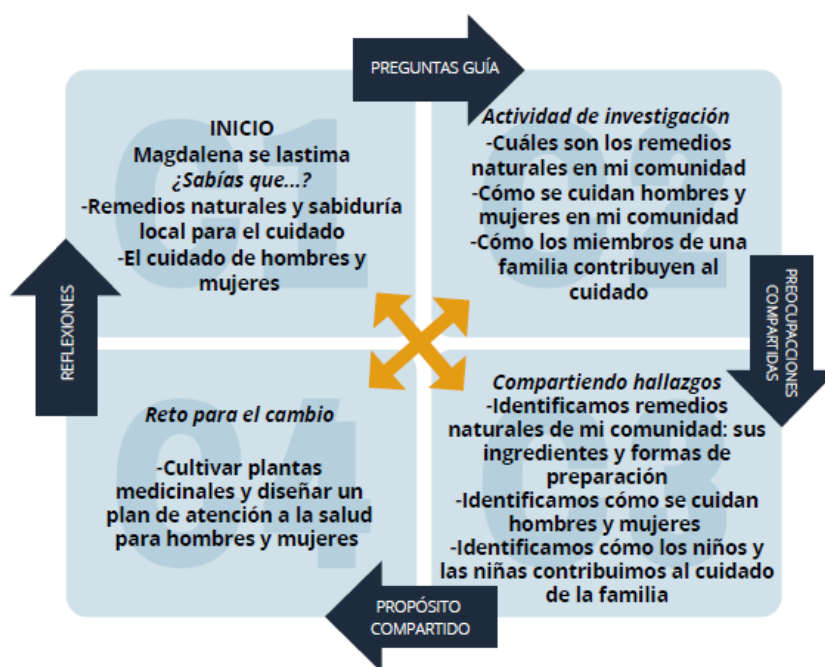 PREGUNTAS GUÍA
C1
INICIO
Magdalena se lastima
¿Sabías que...?
-Remedios naturales y sabiduría
local para el cuidado
-El cuidado de hombres y
mujeres
C2
Actividad de investigación
-Cuáles son los remedios
naturales en mi comunidad
-Cómo se cuidan hombres y
mujeres en mi comunidad
-Cómo los miembros de una
familia contribuyen al
cuidado
PREOCUPACCIONES
COMPARTIDAS
C3
Compartiendo hallazgos
-Identificamos remedios
naturales de mi comunidad: sus
ingredientes y formas de
preparación
-Identificamos cómo se cuidan
hombres y mujeres
-Identificamos cómo los niños y
las niñas contribuimos al cuidado
de la familia
PROPÓSITO
COMPARTIDO
C4
Reto para el cambio
-Cultivar plantas
medicinales y diseñar un
plan de atención a la salud
para hombres y mujeres
REFLEXIONES